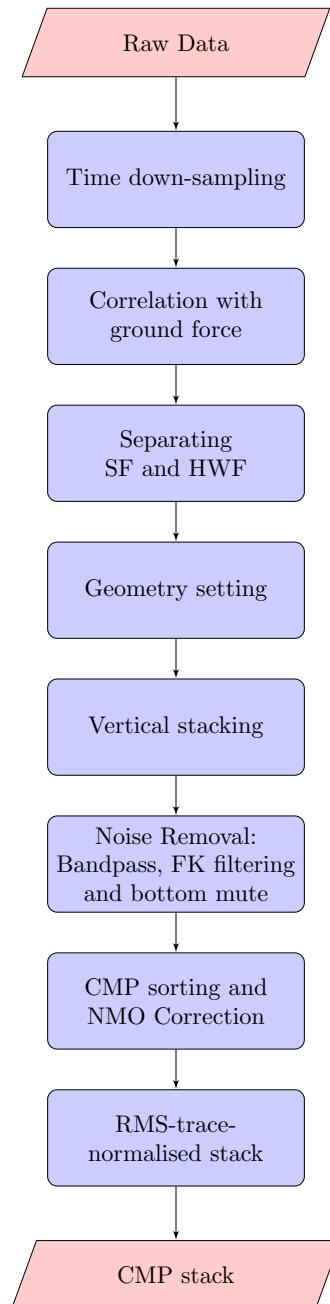 Raw Data
Time down-sampling
Correlation with
ground force
Separating
SF and HWF
Geometry setting
Vertical stacking
Noise Removal:
Bandpass, FK filtering
and bottom mute
CMP sorting and
NMO Correction
RMS-trace-
normalised stack
CMP stack